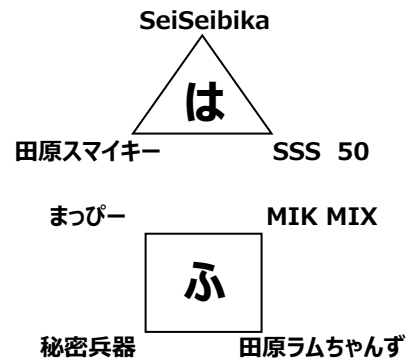 SeiSeibika
は
田原スマイキー SSS 50
まっぴー MIK MIX
ふ
秘密兵器 田原ラムちゃんず